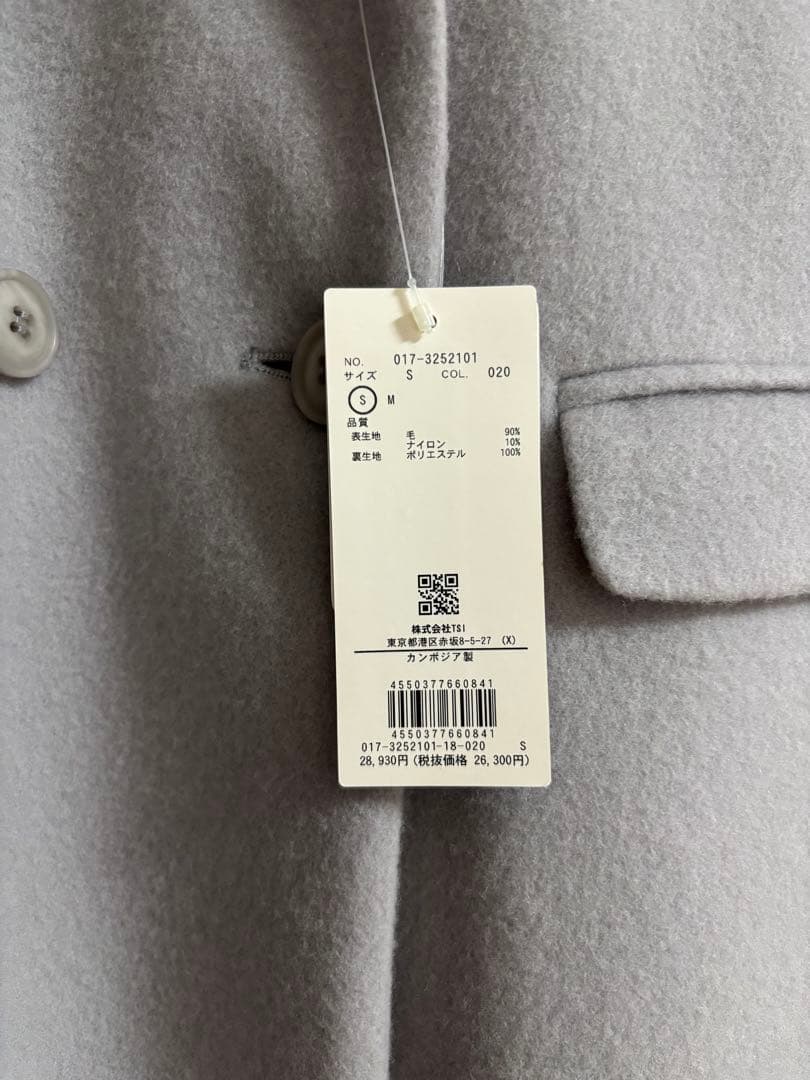 NO. 017-3252101
サイズ S COL. 020
S M
品質
表生地 毛 90%
ナイロン 10%
裏生地 ポリエステル 100%
株式会社TSI
東京都港区赤坂8-5-27 (X)
カンボジア製
4550377660841
4550377660841
017-3252101-18-020 S
28,930円(税抜価格 26,300円)